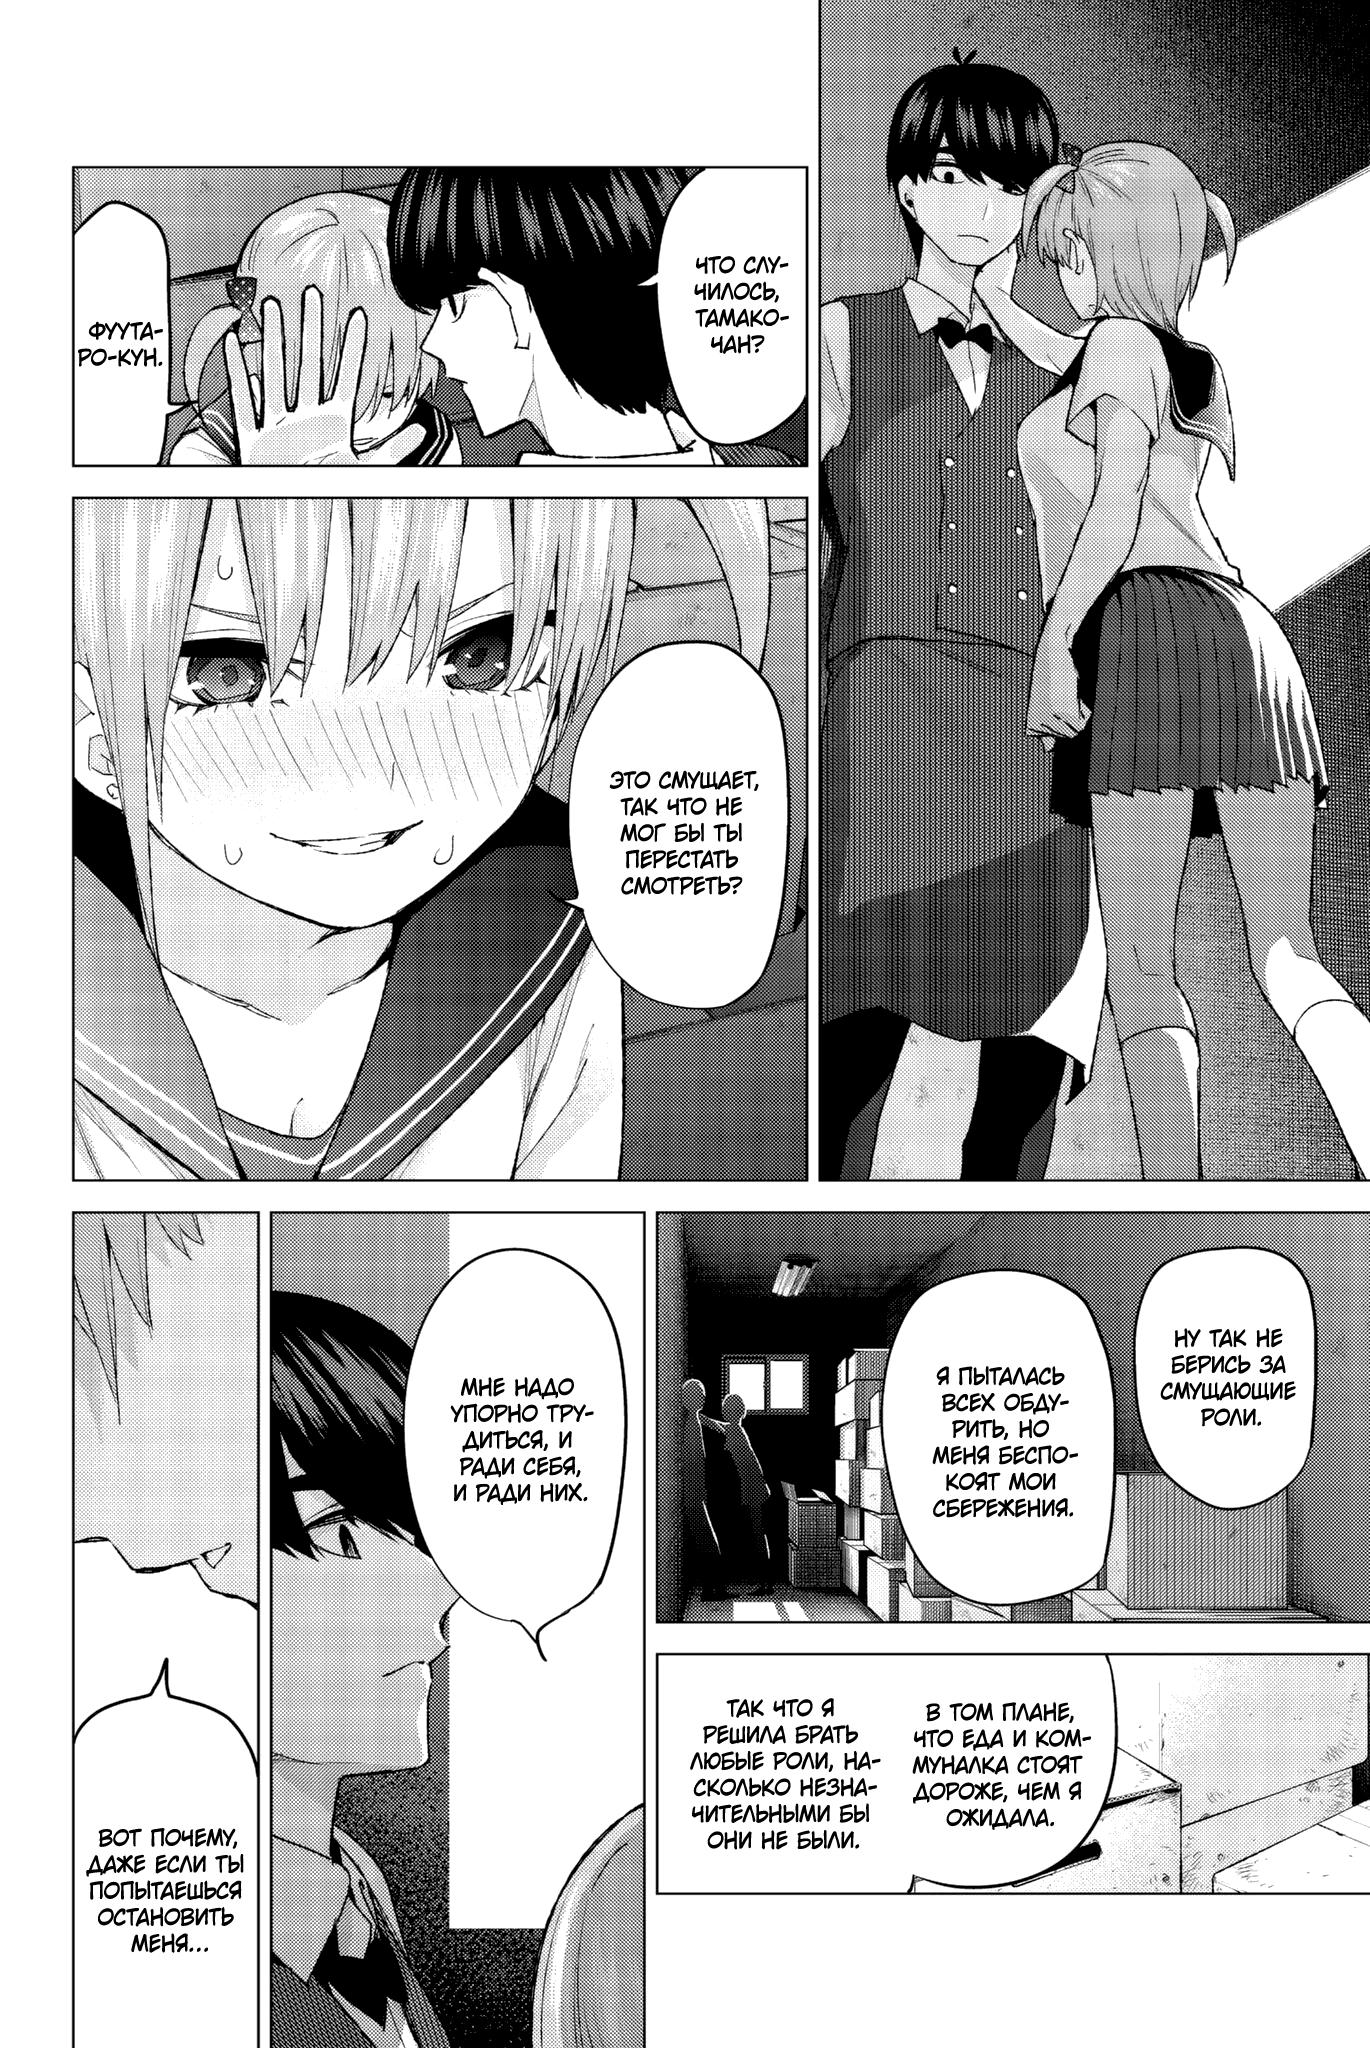 ЧТО СЛУ-
ЧИЛОСЬ,
ТАМАКО-
ЧАН?
ФУУТА-
РО-КУН.
ЭТО СМУЩАЕТ,
ТАК ЧТО НЕ
МОГ БЫ ТЫ
ПЕРЕСТАТЬ
СМОТРЕТЬ?
НУ ТАК НЕ
БЕРИСЬ ЗА
СМУЩАЮЩИЕ
РОЛИ.
Я ПЫТАЛАСЬ
ВСЕХ ОБДУ-
РИТЬ, НО
МЕНЯ БЕСПО-
КОЯТ МОИ
СБЕРЕЖЕНИЯ.
В ТОМ ПЛАНЕ,
ЧТО ЕДА И КОМ-
МУНАЛКА СТОЯТ
ДОРОЖЕ, ЧЕМ Я
ОЖИДАЛА.
ТАК ЧТО Я
РЕШИЛА БРАТЬ
ЛЮБЫЕ РОЛИ, НА-
СКОЛЬКО НЕЗНА-
ЧИТЕЛЬНЫМИ БЫ
ОНИ НЕ БЫЛИ.
МНЕ НАДО
УПОРНО ТРУ-
ДИТЬСЯ, И
РАДИ СЕБЯ,
И РАДИ НИХ.
ВОТ ПОЧЕМУ,
ДАЖЕ ЕСЛИ ТЫ
ПОПЫТАЕШЬСЯ
ОСТАНОВИТЬ
МЕНЯ...